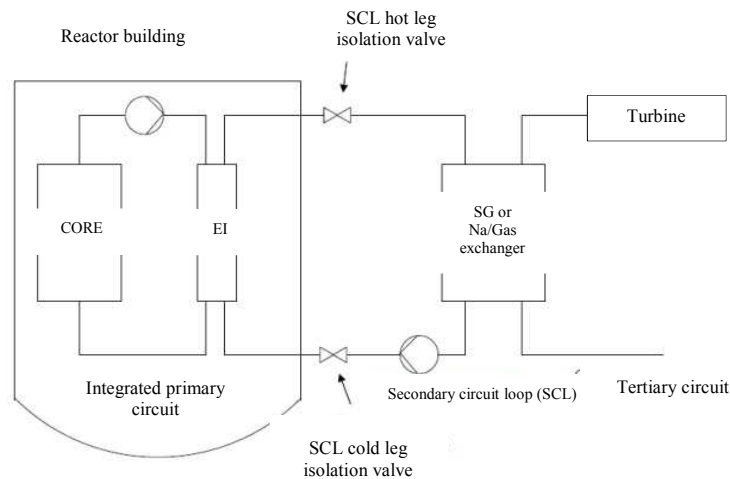 SCL hot leg
isolation valve
Reactor building
Turbine
CORE
EI
SG or
Na/Gas
exchanger
Integrated primary
circuit
Secondary circuit loop (SCL)
Tertiary circuit
SCL cold leg
isolation valve